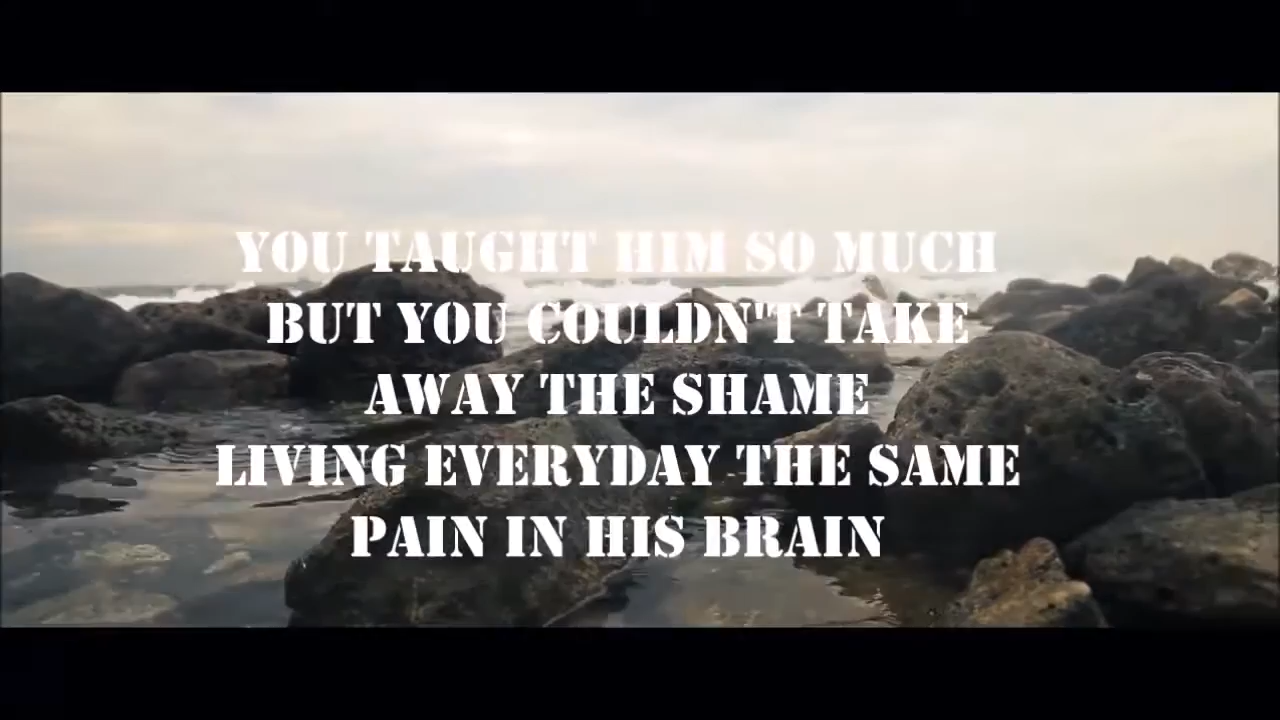 YOU TAUGHT HIM SO MUCH
BUT YOU COULDN'T TAKE
AWAY THE SHAME
LIVING EVERYDAY THE SAME
PAIN IN HIS BRAIN